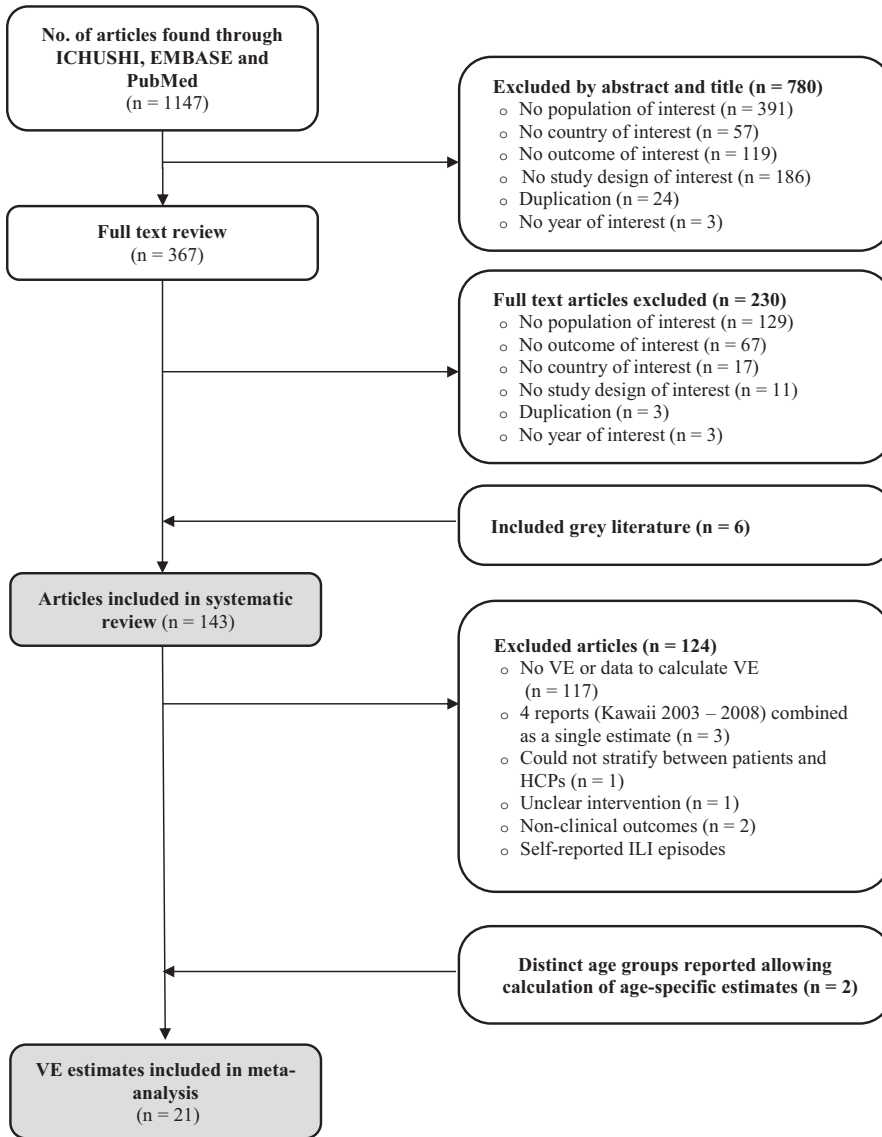 No. of articles found through
ICHUSHI, EMBASE and
PubMed
(n = 1147)
Excluded by abstract and title (n = 780)
o No population of interest (n = 391)
o No country of interest (n = 57)
o No outcome of interest (n = 119)
o No study design of interest (n = 186)
o Duplication (n = 24)
o No year of interest (n = 3)
Full text review
(n = 367)
Full text articles excluded (n = 230)
o No population of interest (n = 129)
o No outcome of interest (n = 67)
o No country of interest (n = 17)
o No study design of interest (n = 11)
o Duplication (n = 3)
o No year of interest (n = 3)
Included grey literature (n = 6)
Articles included in systematic
review (n = 143)
Excluded articles (n = 124)
o No VE or data to calculate VE
(n = 117)
o 4 reports (Kawaii 2003 – 2008) combined
as a single estimate (n = 3)
o Could not stratify between patients and
HCPs (n = 1)
o Unclear intervention (n = 1)
o Non-clinical outcomes (n = 2)
o Self-reported ILI episodes
Distinct age groups reported allowing
calculation of age-specific estimates (n = 2)
VE estimates included in meta-
analysis
(n = 21)